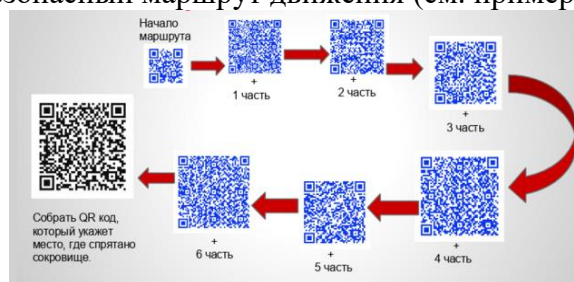 зопасный маршрут движения (см. пример
Начало
маршрута
+
1 часть
+
2 часть
+
3 часть
+
4 часть
+
5 часть
+
6 часть
Собрать QR код,
который укажет
место, где спрятано
сокровище.